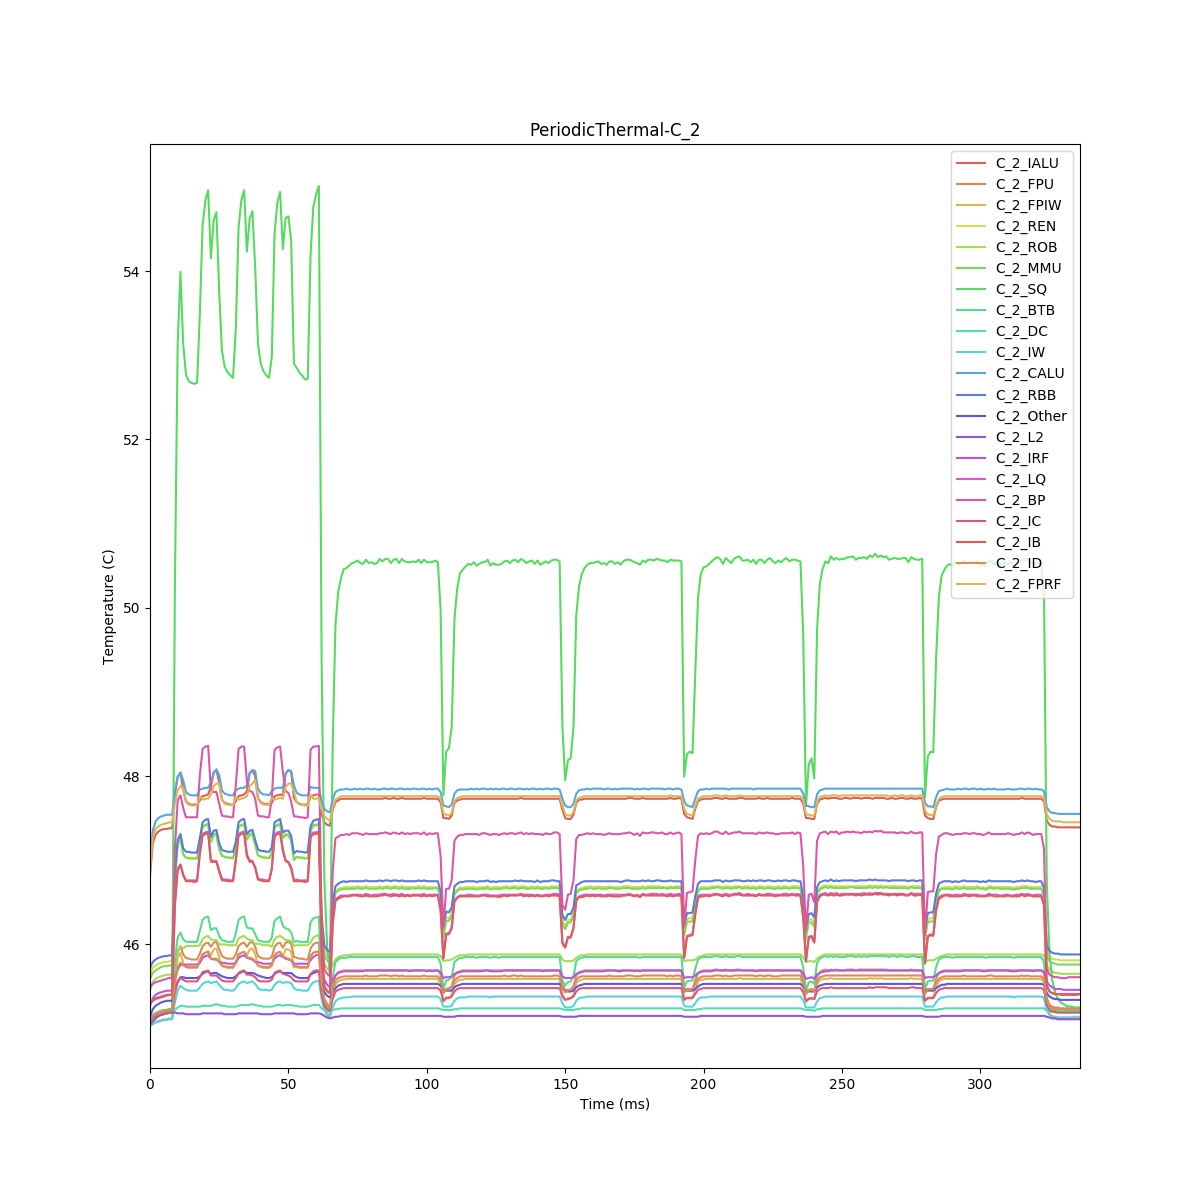 PeriodicThermal-C_2
C_2_IALU
C_2_FPU
C_2_FPIW
C_2_REN
C_2_ROB
C_2_MMU
C_2_SQ
C_2_BTB
C_2_DC
C_2_IW
C_2_CALU
C_2_RBB
C_2_Other
C_2_L2
C_2_IRF
C_2_LQ
C_2_BP
C_2_IC
C_2_IB
C_2_ID
C_2_FPRF
Temperature (C)
54
52
50
48
46
0 50 100 150 200 250 300
Time (ms)